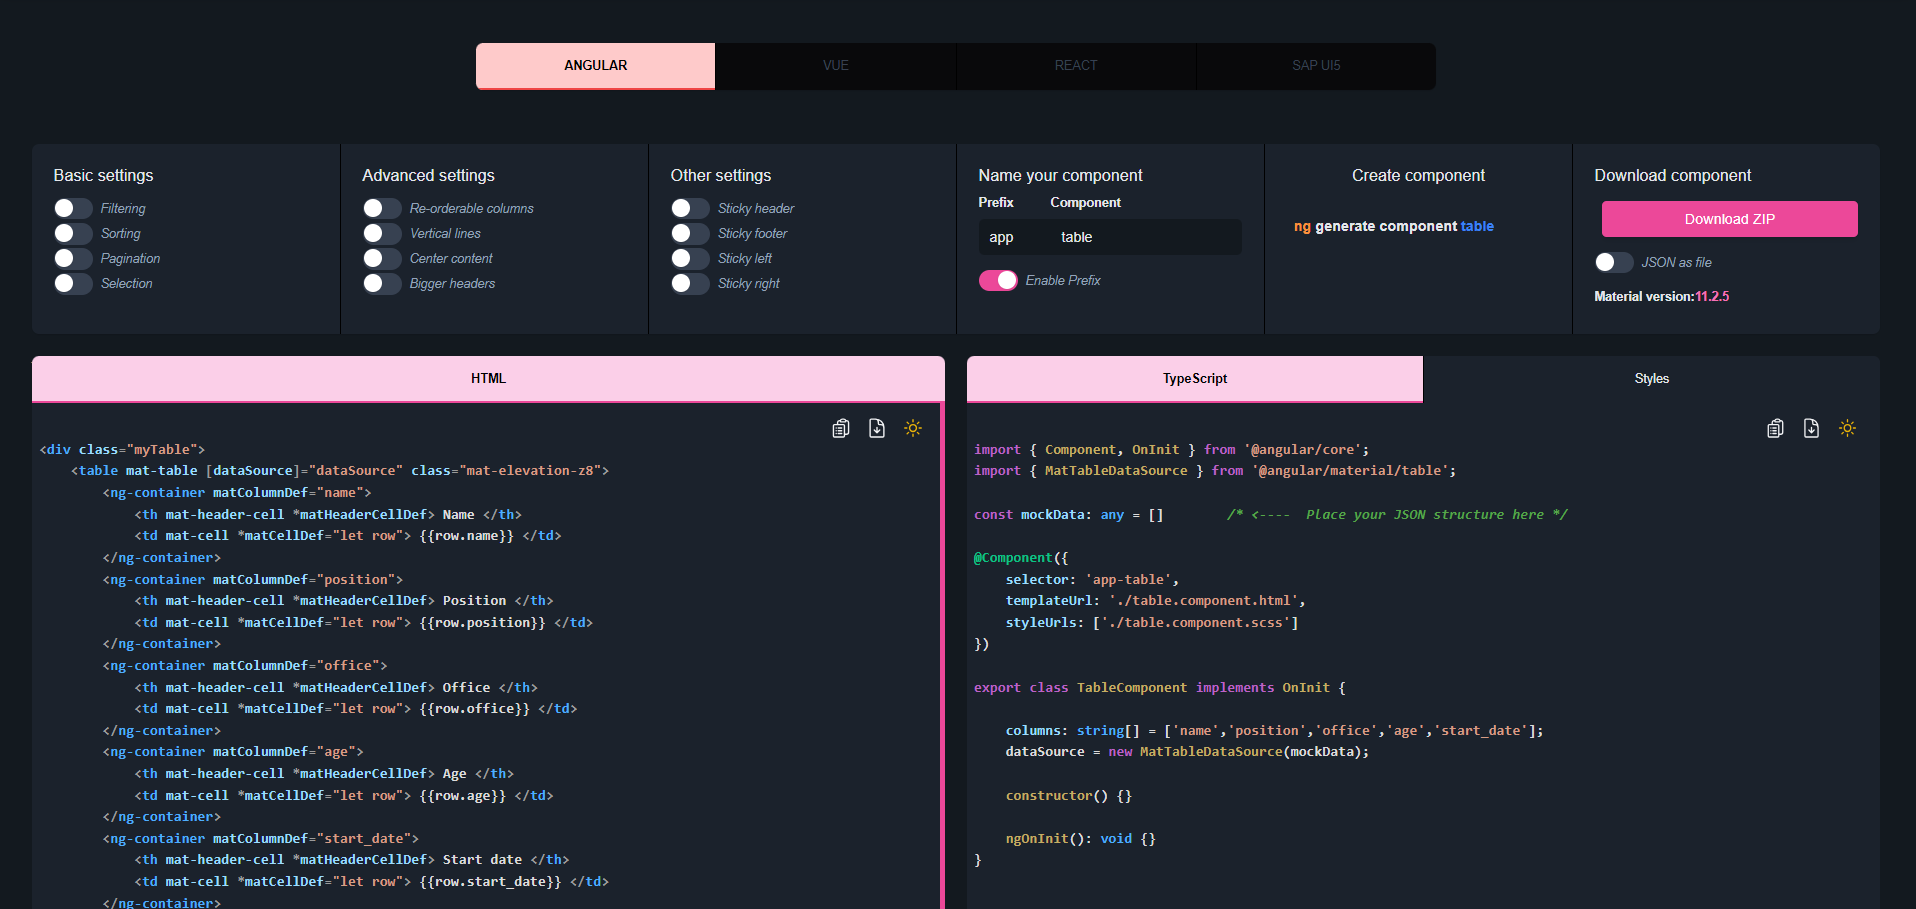 ANGULAR VUE REACT SAP UI5
Basic settings
Filtering
Sorting
Pagination
Selection
Advanced settings
Re-orderable columns
Vertical lines
Center content
Bigger headers
Other settings
Sticky header
Sticky footer
Sticky left
Sticky right
Name your component
Prefix Component
app table
Enable Prefix
Create component
ng generate component table
Download component
Download ZIP
JSON as file
Material version:11.2.5
HTML
<div class="myTable">
    <table mat-table [dataSource]="dataSource" class="mat-elevation-z8">
        <ng-container matColumnDef="name">
            <th mat-header-cell *matHeaderCellDef> Name </th>
            <td mat-cell *matCellDef="let row"> {{row.name}} </td>
        </ng-container>
        <ng-container matColumnDef="position">
            <th mat-header-cell *matHeaderCellDef> Position </th>
            <td mat-cell *matCellDef="let row"> {{row.position}} </td>
        </ng-container>
        <ng-container matColumnDef="office">
            <th mat-header-cell *matHeaderCellDef> Office </th>
            <td mat-cell *matCellDef="let row"> {{row.office}} </td>
        </ng-container>
        <ng-container matColumnDef="age">
            <th mat-header-cell *matHeaderCellDef> Age </th>
            <td mat-cell *matCellDef="let row"> {{row.age}} </td>
        </ng-container>
        <ng-container matColumnDef="start_date">
            <th mat-header-cell *matHeaderCellDef> Start date </th>
            <td mat-cell *matCellDef="let row"> {{row.start_date}} </td>
        </ng-container>
TypeScript Styles
import { Component, OnInit } from '@angular/core';
import { MatTableDataSource } from '@angular/material/table';
const mockData: any = []        /* <----  Place your JSON structure here */
@Component({
    selector: 'app-table',
    templateUrl: './table.component.html',
    styleUrls: ['./table.component.scss']
})
export class TableComponent implements OnInit {
    columns: string[] = ['name','position','office','age','start_date'];
    dataSource = new MatTableDataSource(mockData);
    constructor() {}
    ngOnInit(): void {}
}